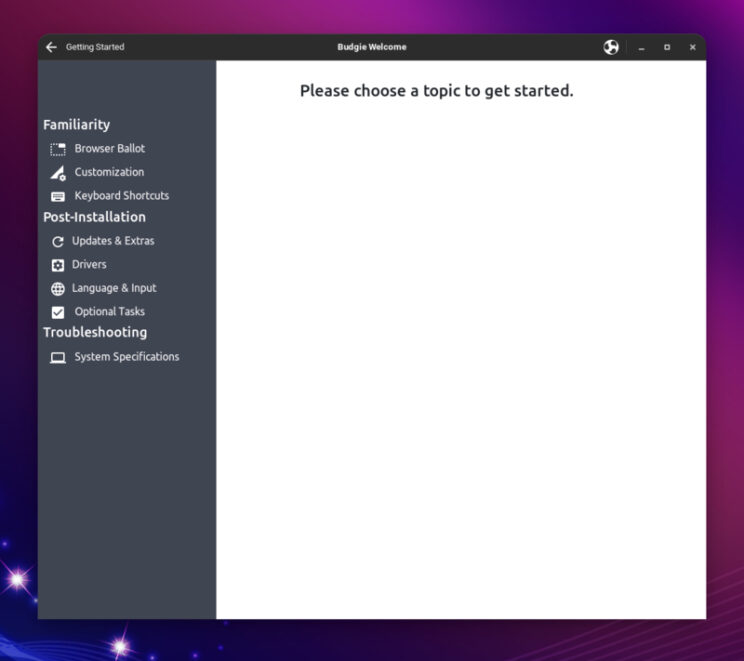 Getting Started
Budgie Welcome
Please choose a topic to get started.
Familiarity
Browser Ballot
Customization
Keyboard Shortcuts
Post-Installation
Updates & Extras
Drivers
Language & Input
Optional Tasks
Troubleshooting
System Specifications